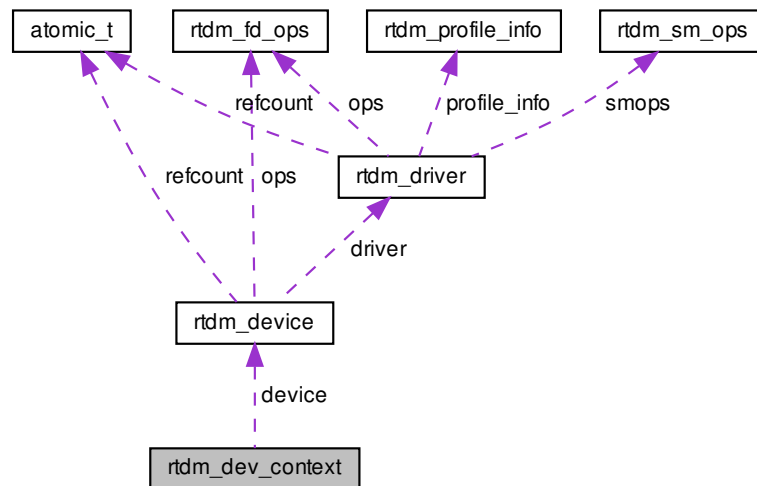 atomic_t
rtdm_fd_ops
rtdm_profile_info
rtdm_sm_ops
refcount
ops
profile_info
smops
refcount
ops
rtdm_driver
driver
rtdm_device
device
rtdm_dev_context